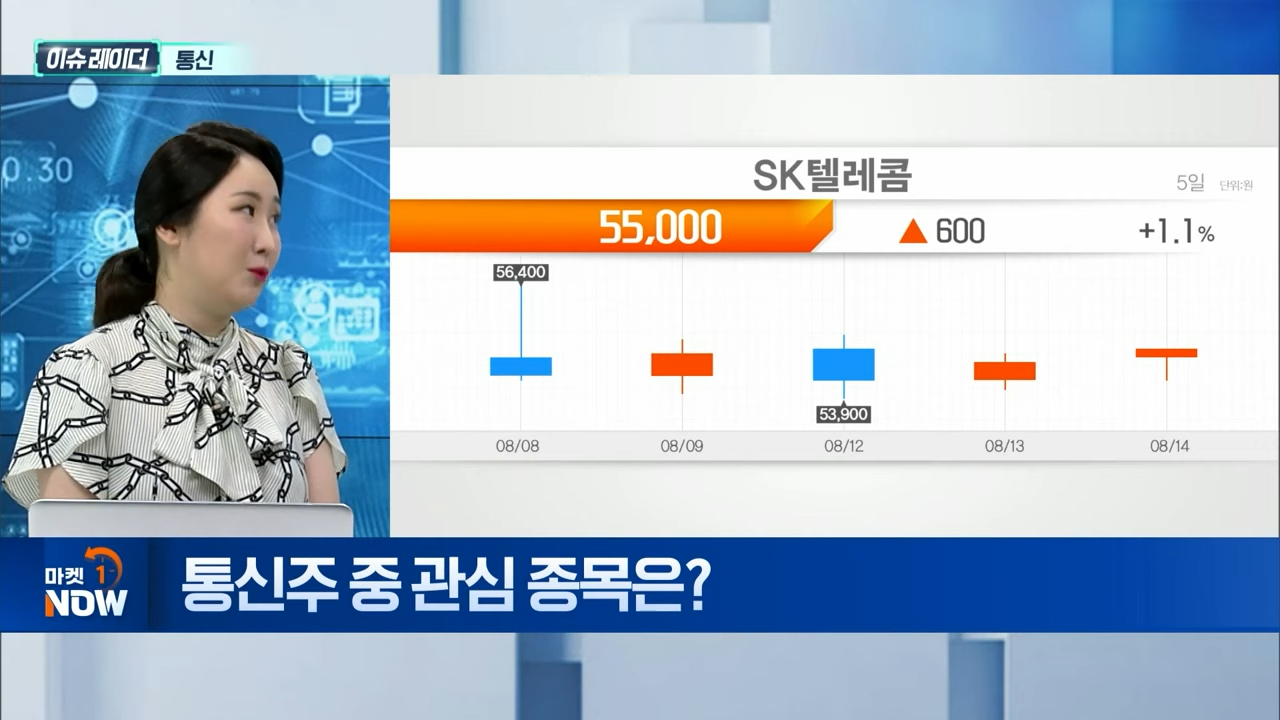 이슈레이더 통신
0.30
SK텔레콤
5일 단위:원
55,000 ▲600 +1.1%
56,400
53,900
08/08 08/09 08/12 08/13 08/14
마켓 1
NOW
통신주 중 관심 종목은?